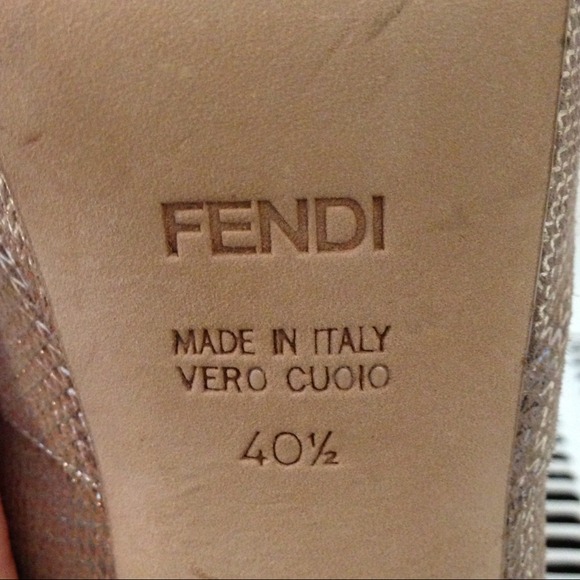 FENDI
MADE IN ITALY
VERO CUOIO
40½